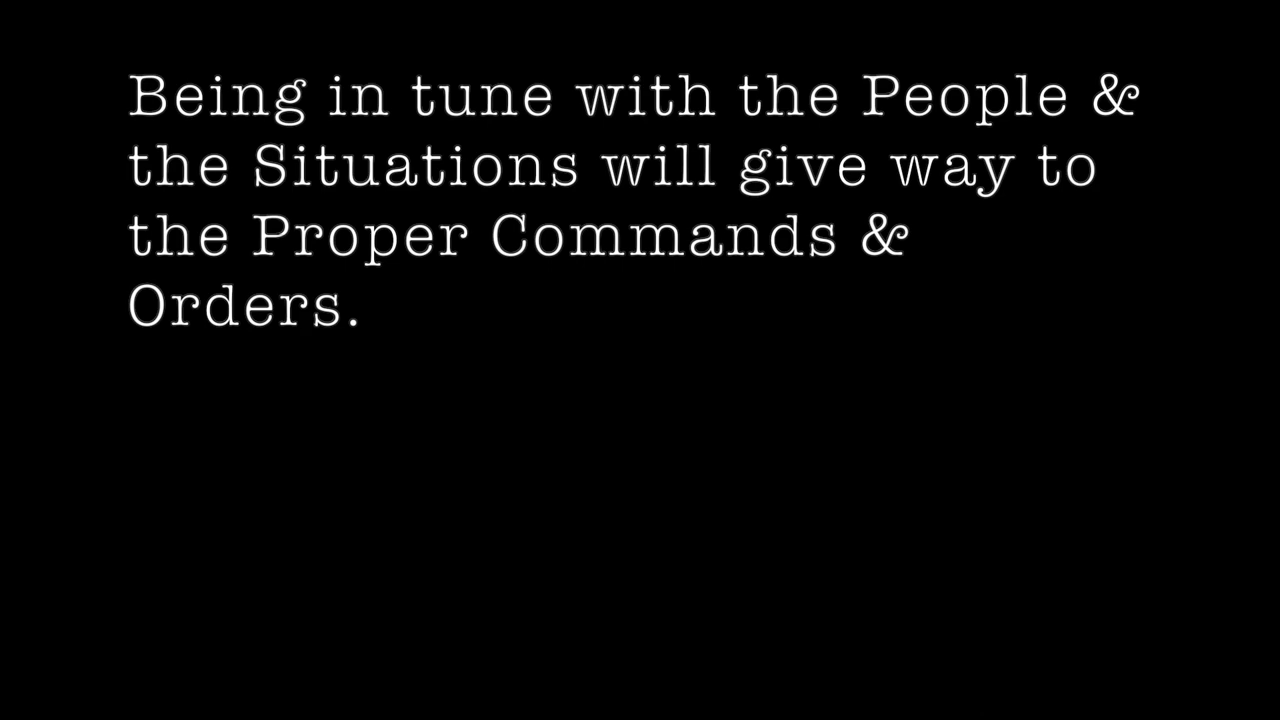 Being in tune with the People &
the Situations will give way to
the Proper Commands &
Orders.